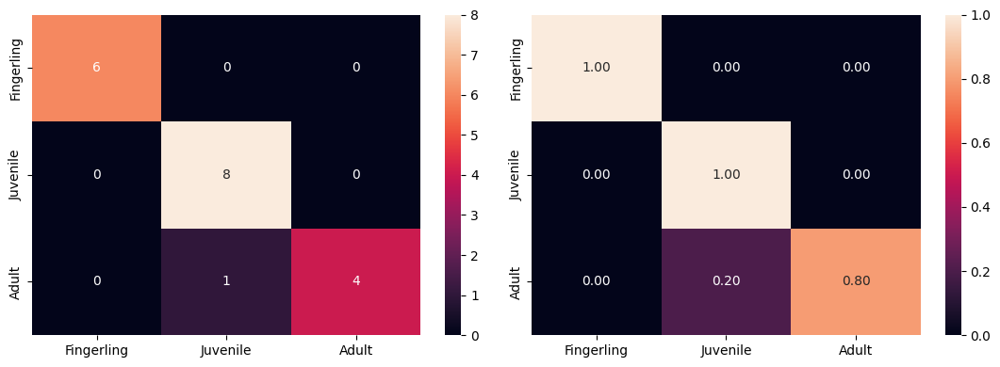 Fingerling
Juvenile
Adult
6 0 0
0 8 0
0 1 4
Fingerling Juvenile Adult
8
7
6
5
4
3
2
1
0
Fingerling
Juvenile
Adult
1.00 0.00 0.00
0.00 1.00 0.00
0.00 0.20 0.80
Fingerling Juvenile Adult
1.0
0.8
0.6
0.4
0.2
0.0